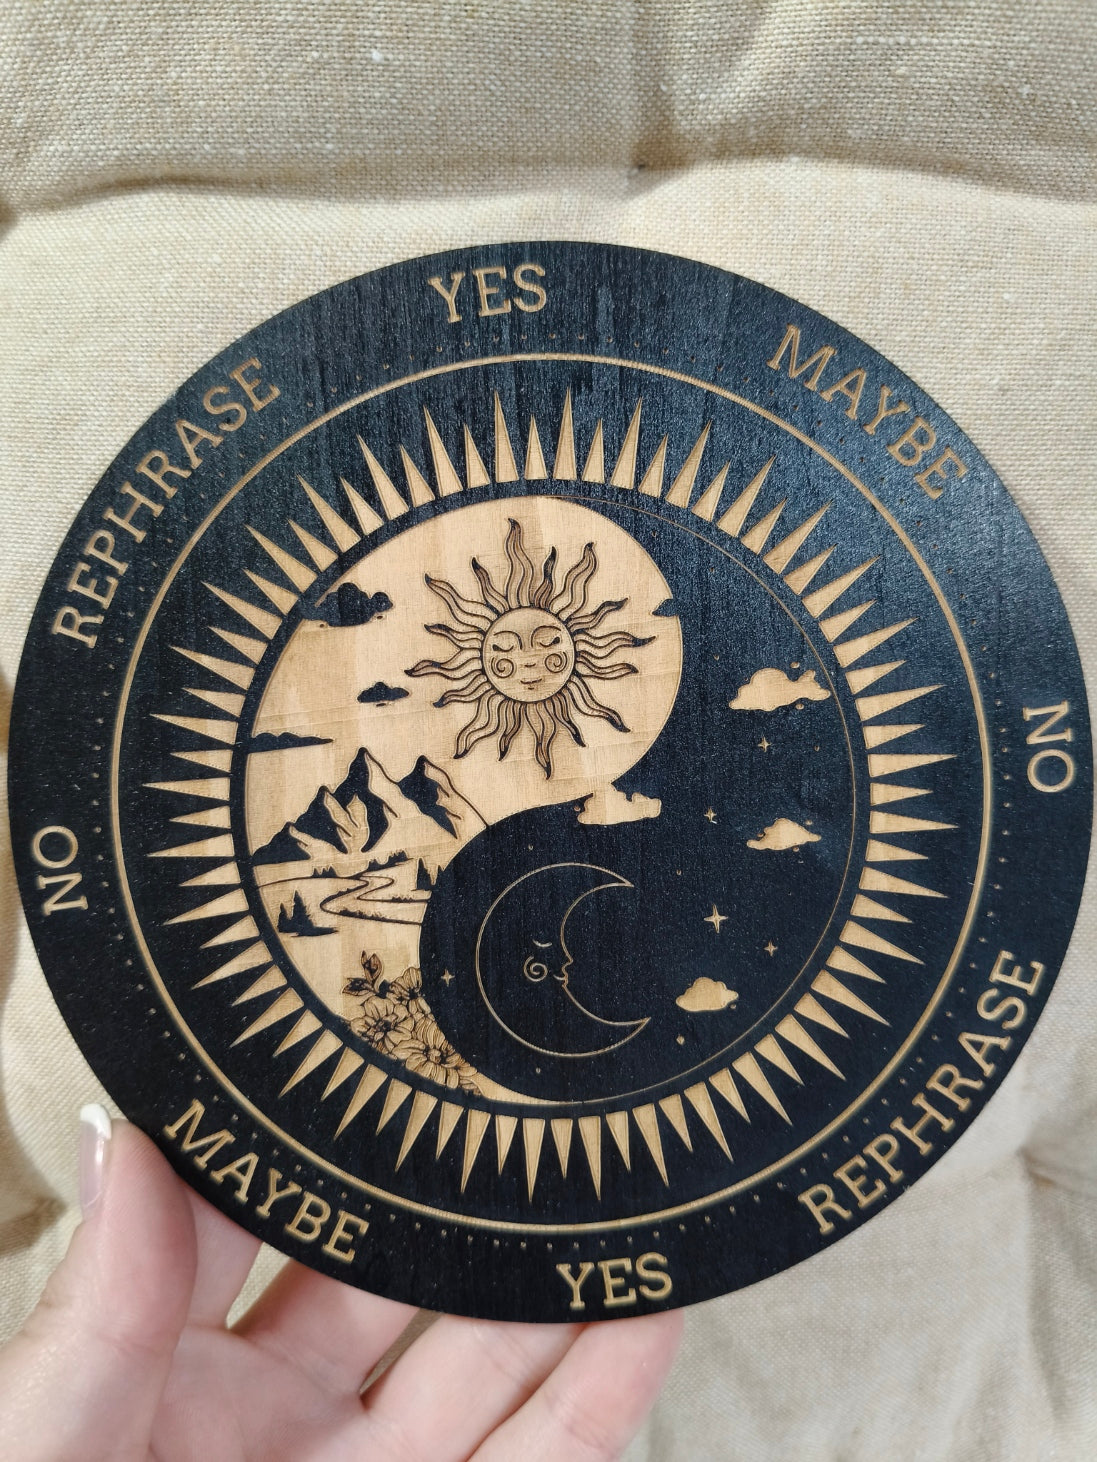 YES
MAYBE
NO
REPHRASE
YES
MAYBE
NO
REPHRASE